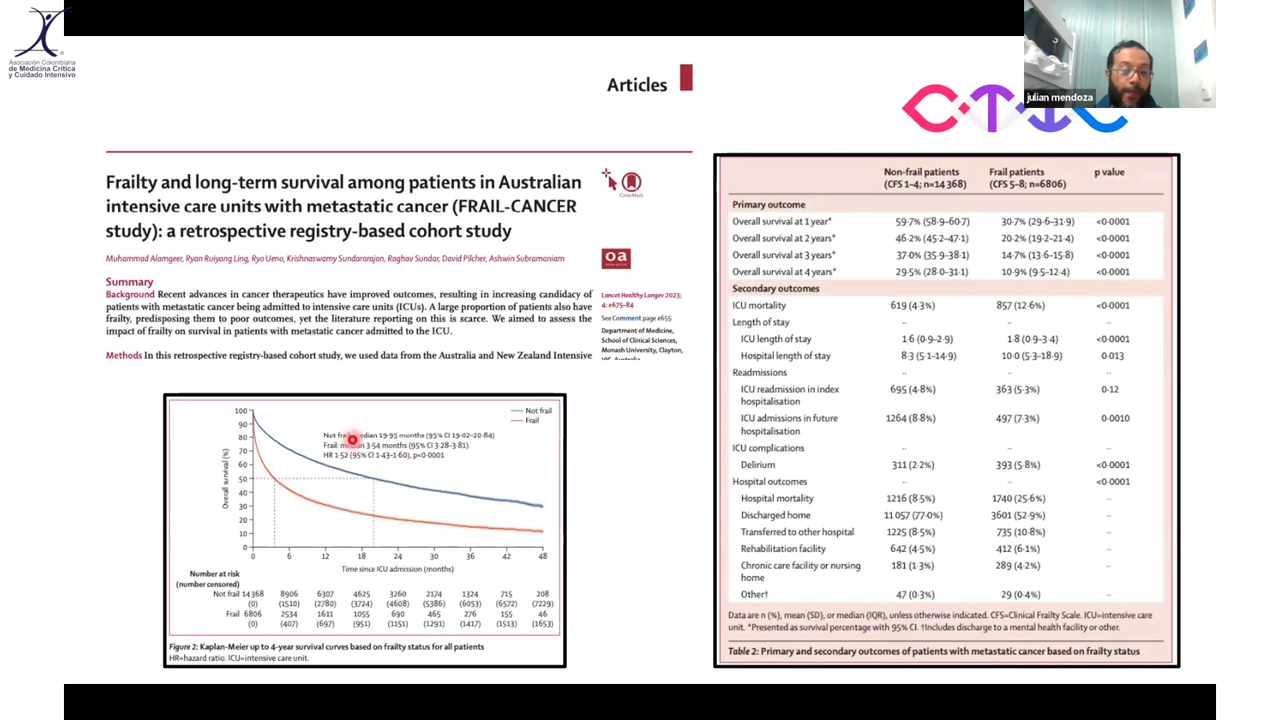 Asociación Colombiana
de Medicina Crítica
y Cuidado Intensivo
julian mendoza
CTIC
Articles
Frailty and long-term survival among patients in Australian
intensive care units with metastatic cancer (FRAIL-CANCER
study): a retrospective registry-based cohort study
CrossMark
Muhammad Alamgeer, Ryan Ruiyang Ling, Ryo Ueno, Krishnaswamy Sundararajan, Raghav Sundar, David Pilcher, Ashwin Subramaniam
oa
Summary
Background Recent advances in cancer therapeutics have improved outcomes, resulting in increasing candidacy of
patients with metastatic cancer being admitted to intensive care units (ICUs). A large proportion of patients also have
frailty, predisposing them to poor outcomes, yet the literature reporting on this is scarce. We aimed to assess the
impact of frailty on survival in patients with metastatic cancer admitted to the ICU.
Methods In this retrospective registry-based cohort study, we used data from the Australia and New Zealand Intensive
Lancet Healthy Longev 2023;
4: e675-84
See Comment page e655
Department of Medicine,
School of Clinical Sciences,
Monash University, Clayton,
VIC, Australia
100
90
80
70
60
50
40
30
20
10
0
Overall survival (%)
Not frail
Frail
Not frail: median 19·95 months (95% CI 19·02–20·84)
Frail: median 3·54 months (95% CI 3·28–3·81)
HR 1·52 (95% CI 1·43–1·60), p<0·0001
0 6 12 18 24 30 36 42 48
Time since ICU admission (months)
Number at risk
(number censored)
Not frail 14368 8906 6307 4625 3260 2174 1324 715 208
(0) (1510) (2780) (3724) (4608) (5386) (6053) (6572) (7229)
Frail 6806 2534 1611 1055 690 465 276 155 46
(0) (407) (697) (951) (1151) (1291) (1417) (1513) (1653)
Figure 2: Kaplan-Meier up to 4-year survival curves based on frailty status for all patients
HR=hazard ratio. ICU=intensive care unit.
Non-frail patients Frail patients p value
(CFS 1–4; n=14 368) (CFS 5–8; n=6806)
Primary outcome
Overall survival at 1 year* 59·7% (58·9–60·7) 30·7% (29·6–31·9) <0·0001
Overall survival at 2 years* 46·2% (45·2–47·1) 20·2% (19·2–21·4) <0·0001
Overall survival at 3 years* 37·0% (35·9–38·1) 14·7% (13·6–15·8) <0·0001
Overall survival at 4 years* 29·5% (28·0–31·1) 10·9% (9·5–12·4) <0·0001
Secondary outcomes
ICU mortality 619 (4·3%) 857 (12·6%) <0·0001
Length of stay ·· ·· ··
ICU length of stay 1·6 (0·9–2·9) 1·8 (0·9–3·4) <0·0001
Hospital length of stay 8·3 (5·1–14·9) 10·0 (5·3–18·9) 0·013
Readmissions ·· ·· ··
ICU readmission in index 695 (4·8%) 363 (5·3%) 0·12
hospitalisation
ICU admissions in future 1264 (8·8%) 497 (7·3%) 0·0010
hospitalisation
ICU complications ·· ··
Delirium 311 (2·2%) 393 (5·8%) <0·0001
Hospital outcomes ·· ·· <0·0001
Hospital mortality 1216 (8·5%) 1740 (25·6%) ··
Discharged home 11 057 (77·0%) 3601 (52·9%) ··
Transferred to other hospital 1225 (8·5%) 735 (10·8%) ··
Rehabilitation facility 642 (4·5%) 412 (6·1%) ··
Chronic care facility or nursing 181 (1·3%) 289 (4·2%) ··
home
Other† 47 (0·3%) 29 (0·4%) ··
Data are n (%), mean (SD), or median (IQR), unless otherwise indicated. CFS=Clinical Frailty Scale. ICU=intensive care
unit. *Presented as survival percentage with 95% CI. †Includes discharge to a mental health facility or other.
Table 2: Primary and secondary outcomes of patients with metastatic cancer based on frailty status